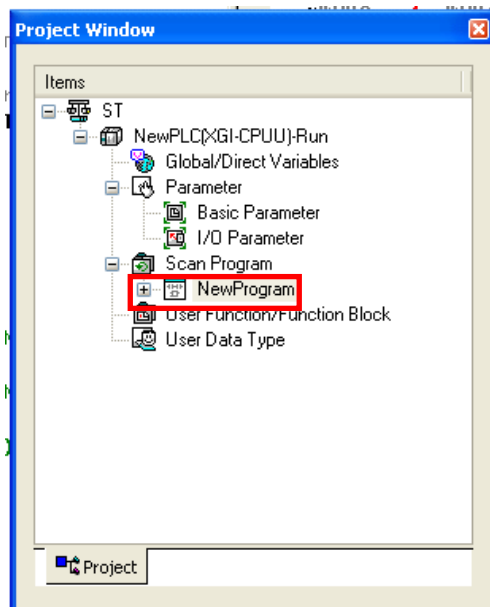 Project Window
Items
ST
NewPLC(XGI-CPUU)-Run
Global/Direct Variables
Parameter
Basic Parameter
I/O Parameter
Scan Program
NewProgram
User Function/Function Block
User Data Type
Project